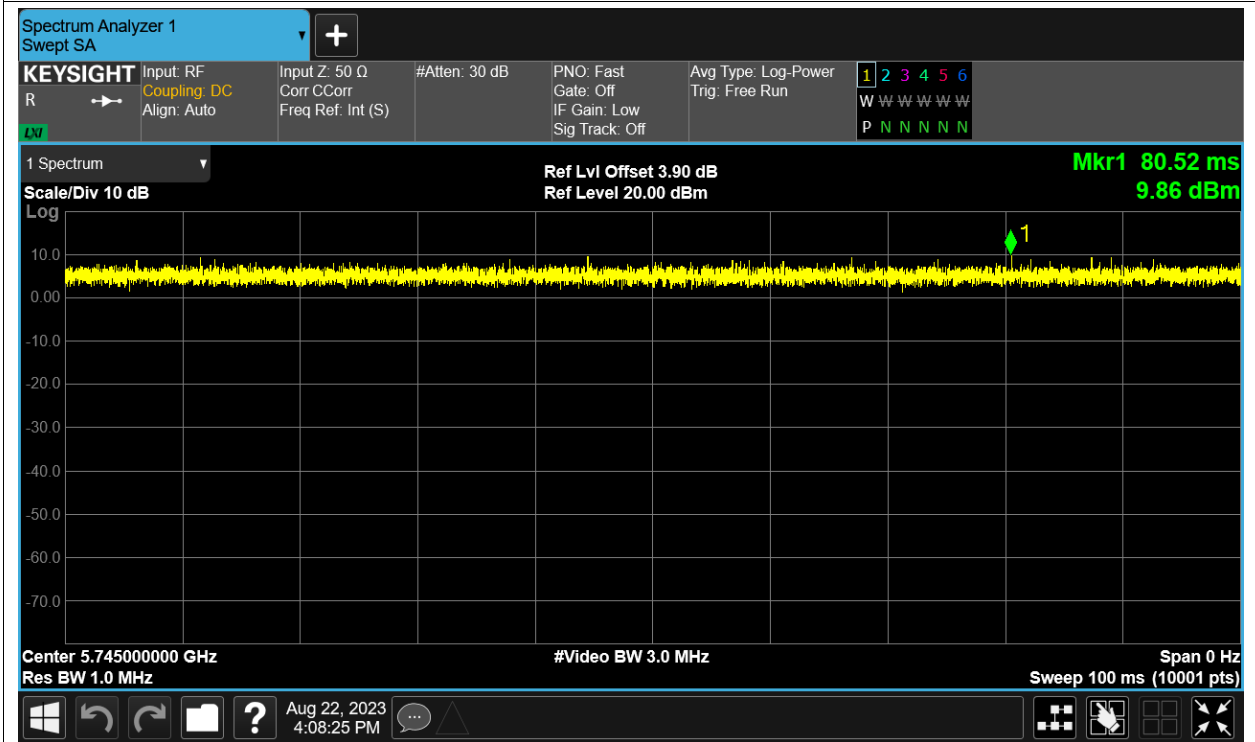 Spectrum Analyzer 1
Swept SA
KEYSIGHT
R
LXI
Input: RF
Coupling: DC
Align: Auto
Input Z: 50 Ω
Corr CCorr
Freq Ref: Int (S)
#Atten: 30 dB
PNO: Fast
Gate: Off
IF Gain: Low
Sig Track: Off
Avg Type: Log-Power
Trig: Free Run
1 2 3 4 5 6
W W W W W W
P N N N N N
1 Spectrum
Scale/Div 10 dB
Log
Ref Lvl Offset 3.90 dB
Ref Level 20.00 dBm
Mkr1 80.52 ms
9.86 dBm
1
10.0
0.00
-10.0
-20.0
-30.0
-40.0
-50.0
-60.0
-70.0
Center 5.745000000 GHz
Res BW 1.0 MHz
#Video BW 3.0 MHz
Span 0 Hz
Sweep 100 ms (10001 pts)
?
Aug 22, 2023
4:08:25 PM